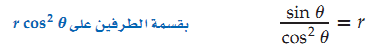 بقسمة الطرفين على r cos² θ    sin θ / cos² θ = r